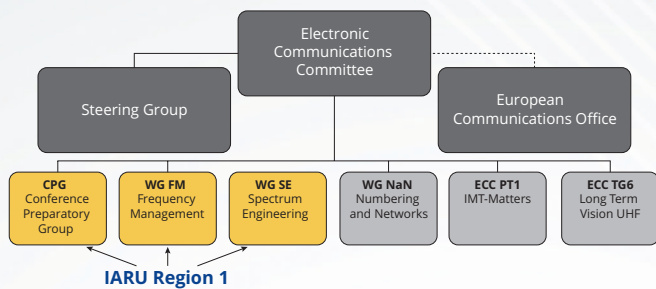 Electronic
Communications
Committee
Steering Group
European
Communications Office
CPG
Conference
Preparatory
Group
WG FM
Frequency
Management
WG SE
Spectrum
Engineering
WG NaN
Numbering
and Networks
ECC PT1
IMT-Matters
ECC TG6
Long Term
Vision UHF
IARU Region 1